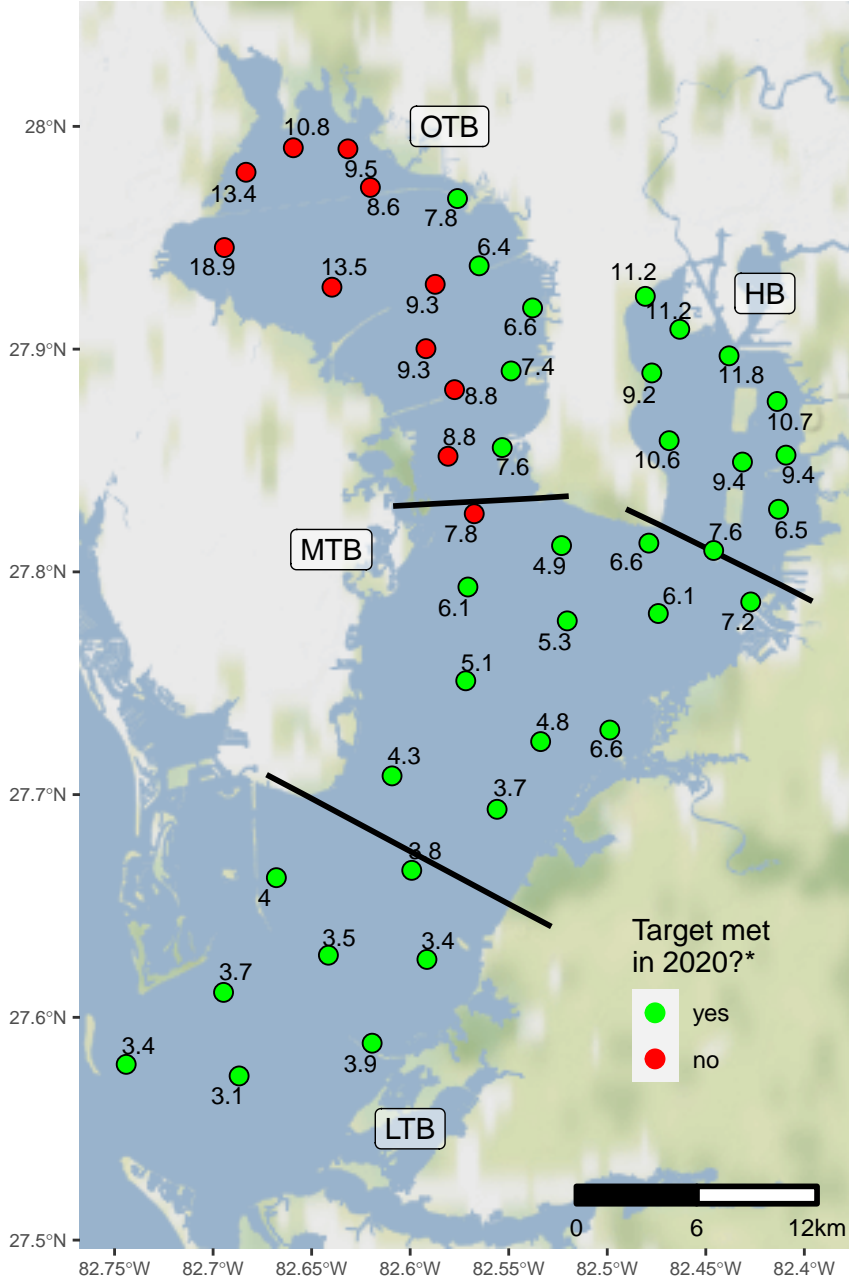 28°N
10.8
OTB
9.5
13.4
8.6
7.8
6.4
18.9
13.5
11.2
HB
9.3
11.2
6.6
27.9°N
9.3
7.4
11.8
9.2
8.8
10.7
8.8
10.6
7.6
9.4
9.4
6.5
7.8
7.6
MTB
4.9
6.6
27.8°N
6.1
6.1
7.2
5.3
5.1
4.8
6.6
4.3
3.7
27.7°N
3.8
4
Target met
in 2020?*
3.5
3.4
3.7
yes
27.6°N
3.4
3.9
no
3.1
LTB
0
6
12km
27.5°N
82.75°W 82.7°W 82.65°W 82.6°W 82.55°W 82.5°W 82.45°W 82.4°W